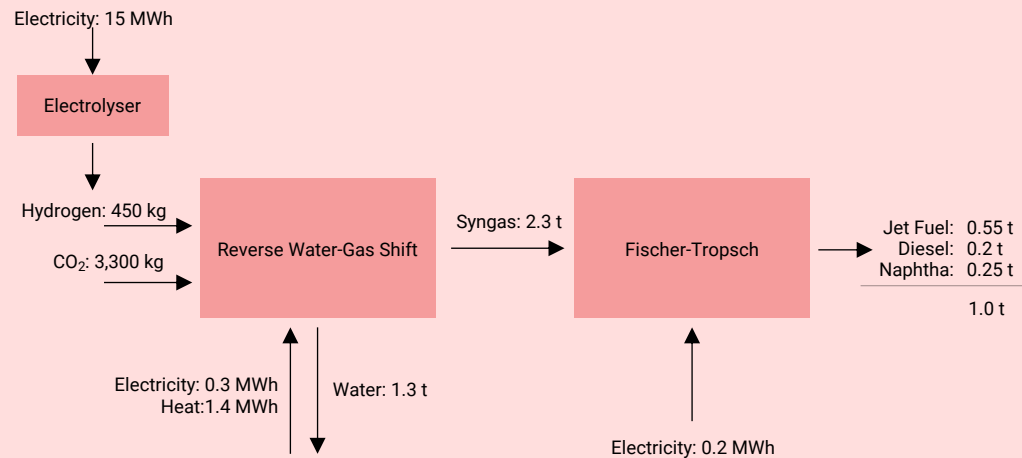 Electricity: 15 MWh
Electrolyser
Hydrogen: 450 kg
CO₂: 3,300 kg
Reverse Water-Gas Shift
Syngas: 2.3 t
Fischer-Tropsch
Jet Fuel: 0.55 t
Diesel: 0.2 t
Naphtha: 0.25 t
1.0 t
Electricity: 0.3 MWh
Heat:1.4 MWh
Water: 1.3 t
Electricity: 0.2 MWh